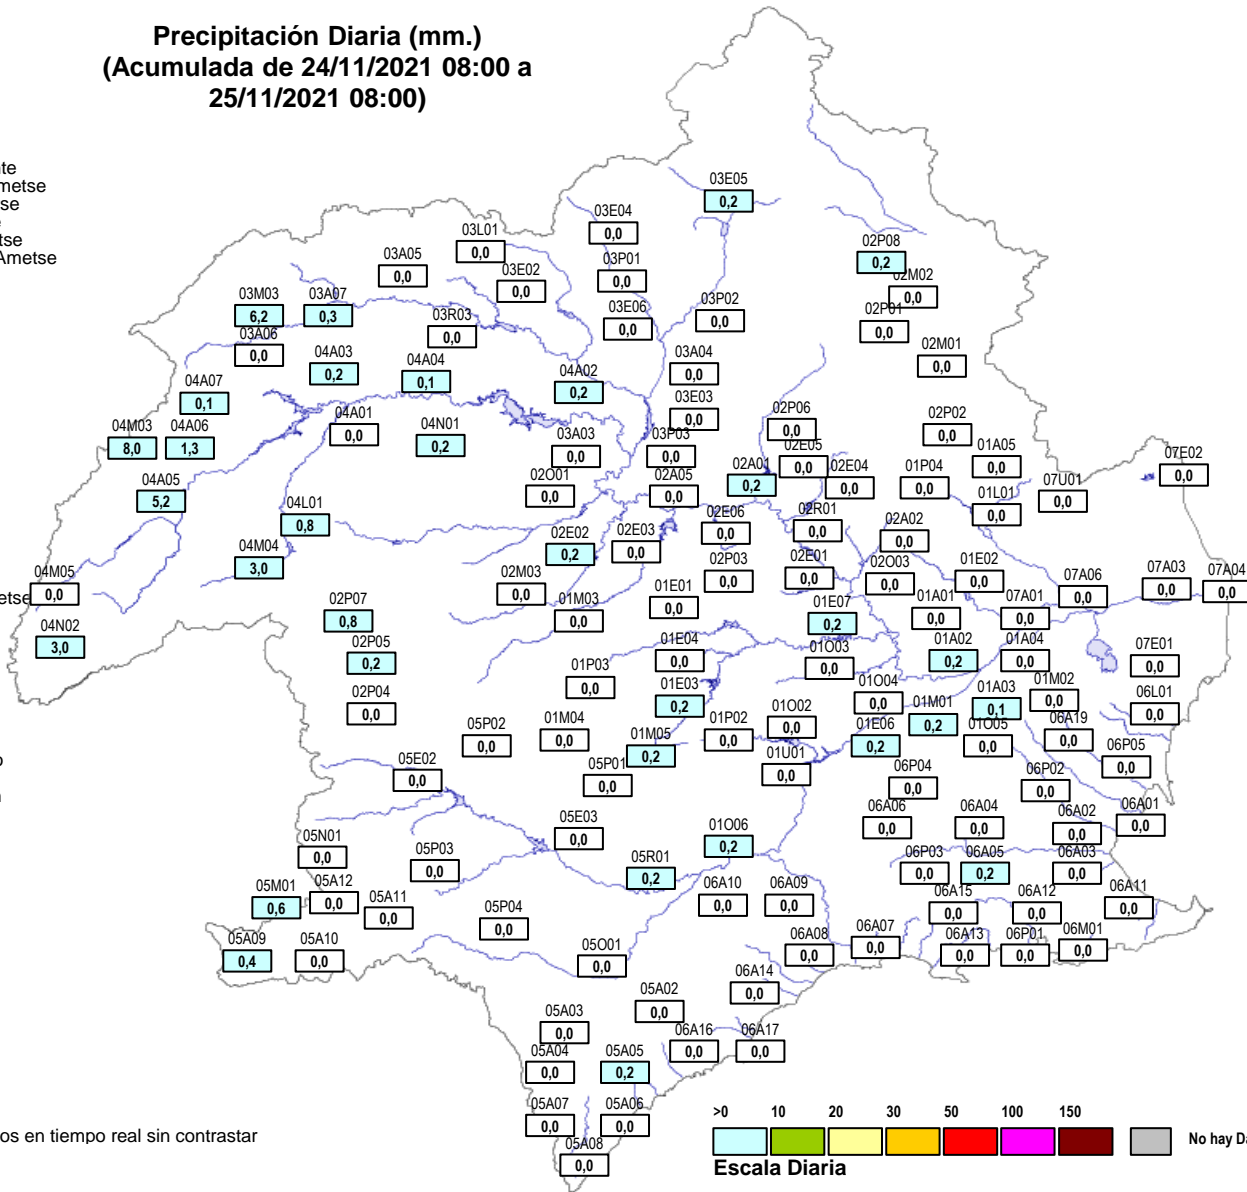 Precipitación Diaria (mm.)
(Acumulada de 24/11/2021 08:00 a
25/11/2021 08:00)
03E05
0,2
03E04
0,0
03L01
0,0
03A05
0,0
03P01
0,0
03E02
0,0
02P08
0,2
02M02
0,0
03M03
6,2
03A07
0,3
03R03
0,0
03E06
0,0
03P02
0,0
02P01
0,0
03A06
0,0
04A03
0,2
04A04
0,1
04A02
0,2
03A04
0,0
02M01
0,0
04A07
0,1
03E03
0,0
04M03
8,0
04A06
1,3
04A01
0,0
04N01
0,2
03A03
0,0
03P03
0,0
02P06
0,0
02P02
0,0
02E05
0,0
01A05
0,0
07E02
0,0
04A05
5,2
02O01
0,0
02A05
0,0
02A01
0,2
02E04
0,0
01P04
0,0
07U01
0,0
01L01
0,0
04L01
0,8
02E06
0,0
02R01
0,0
02A02
0,0
04M04
3,0
02E02
0,2
02E03
0,0
04M05
0,0
02M03
0,0
02P03
0,0
02E01
0,0
02O03
0,0
01E02
0,0
07A06
0,0
07A03
0,0
07A04
0,0
02P07
0,8
01M03
0,0
01E01
0,0
01E07
0,2
01A01
0,0
07A01
0,0
04N02
3,0
02P05
0,2
01E04
0,0
01O03
0,0
01A02
0,2
01A04
0,0
07E01
0,0
02P04
0,0
01P03
0,0
01E03
0,2
01O04
0,0
01M01
0,2
01A03
0,1
01M02
0,0
06L01
0,0
05P02
0,0
01M04
0,0
01M05
0,2
01P02
0,0
01O02
0,0
01E06
0,2
01O05
0,0
06A19
0,0
05E02
0,0
05P01
0,0
01U01
0,0
06P04
0,0
06P02
0,0
06P05
0,0
05E03
0,0
01O06
0,2
06A06
0,0
06A04
0,0
06A02
0,0
06A01
0,0
05N01
0,0
05P03
0,0
05R01
0,2
06P03
0,0
06A05
0,2
06A03
0,0
05M01
0,6
05A12
0,0
05A11
0,0
06A10
0,0
06A09
0,0
06A15
0,0
06A12
0,0
06A11
0,0
05A09
0,4
05A10
0,0
05P04
0,0
05O01
0,0
06A08
0,0
06A07
0,0
06A13
0,0
06P01
0,0
06M01
0,0
06A14
0,0
05A02
0,0
05A03
0,0
06A16
0,0
06A17
0,0
05A04
0,0
05A05
0,2
05A07
0,0
05A06
0,0
05A08
0,0
os en tiempo real sin contrastar
>0 10 20 30 50 100 150
No hay Da
Escala Diaria